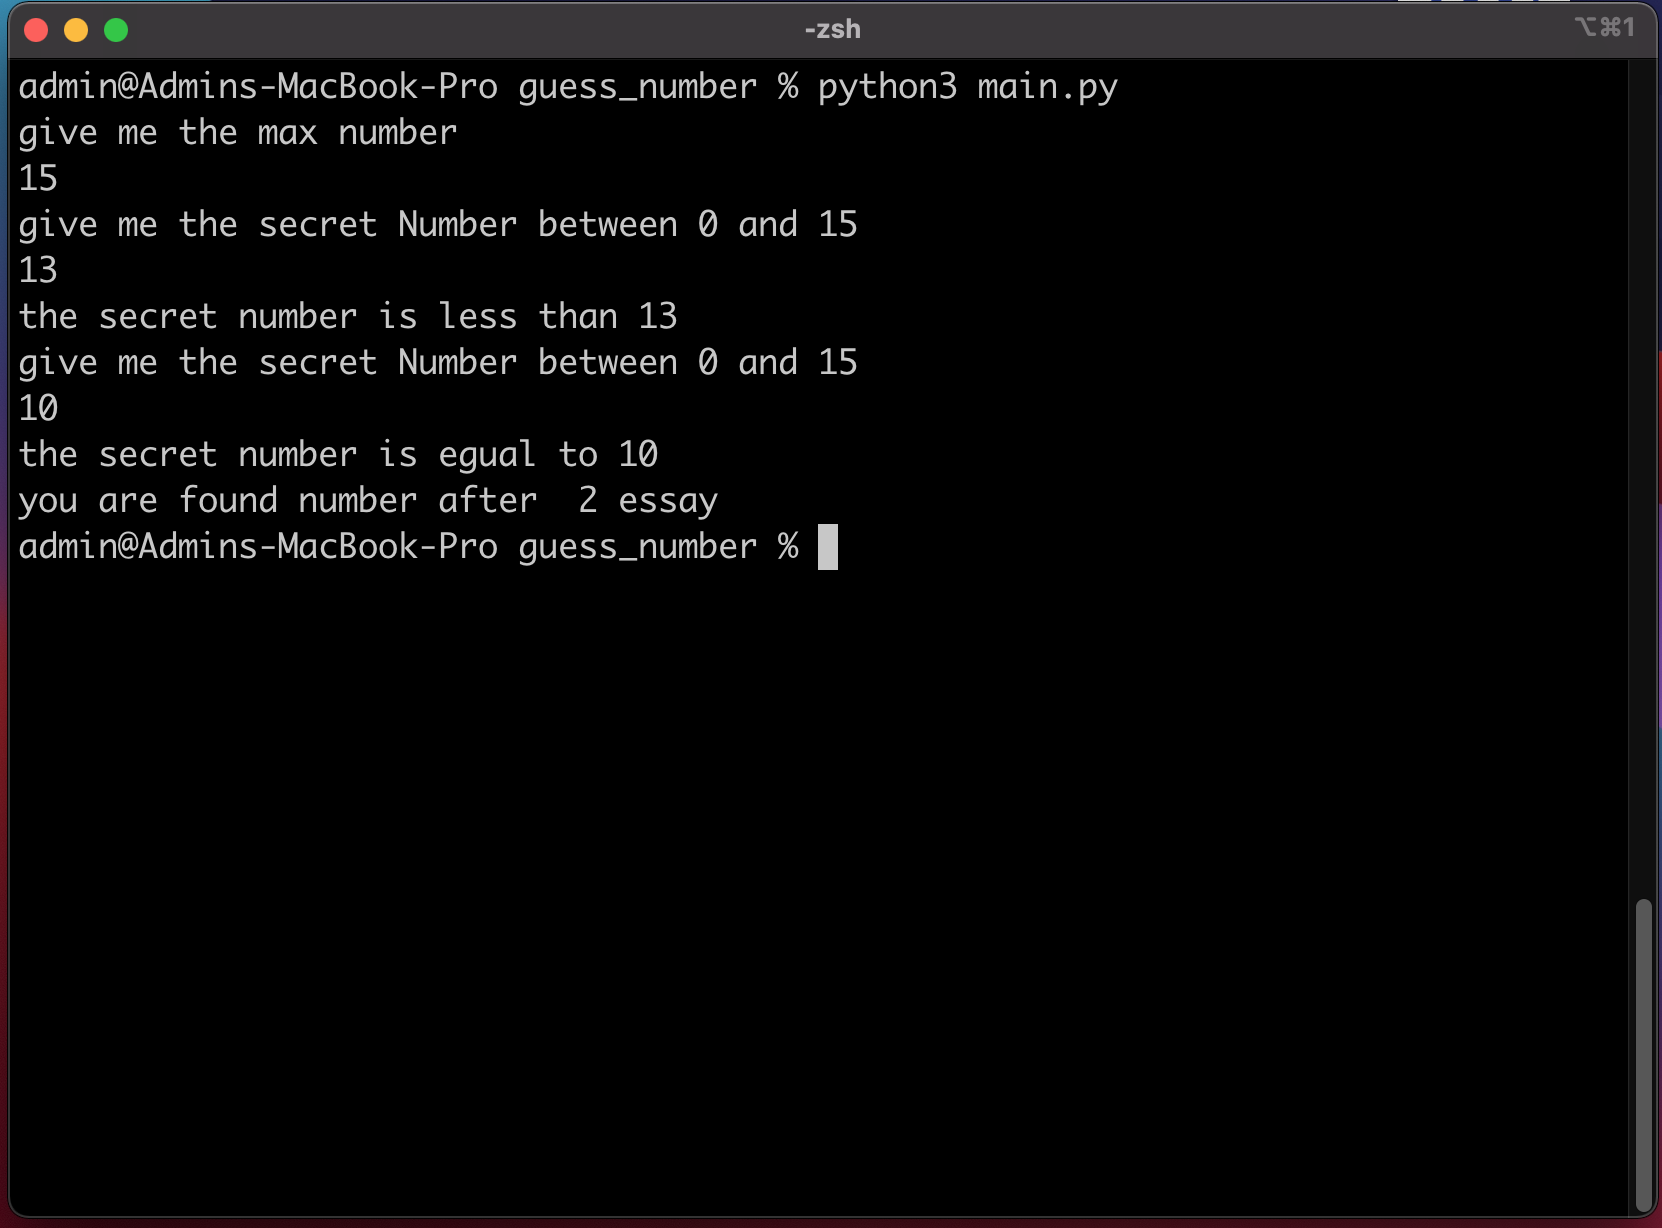 -zsh
⌥⌘1
admin@Admins-MacBook-Pro guess_number % python3 main.py
give me the max number
15
give me the secret Number between 0 and 15
13
the secret number is less than 13
give me the secret Number between 0 and 15
10
the secret number is egual to 10
you are found number after  2 essay
admin@Admins-MacBook-Pro guess_number %